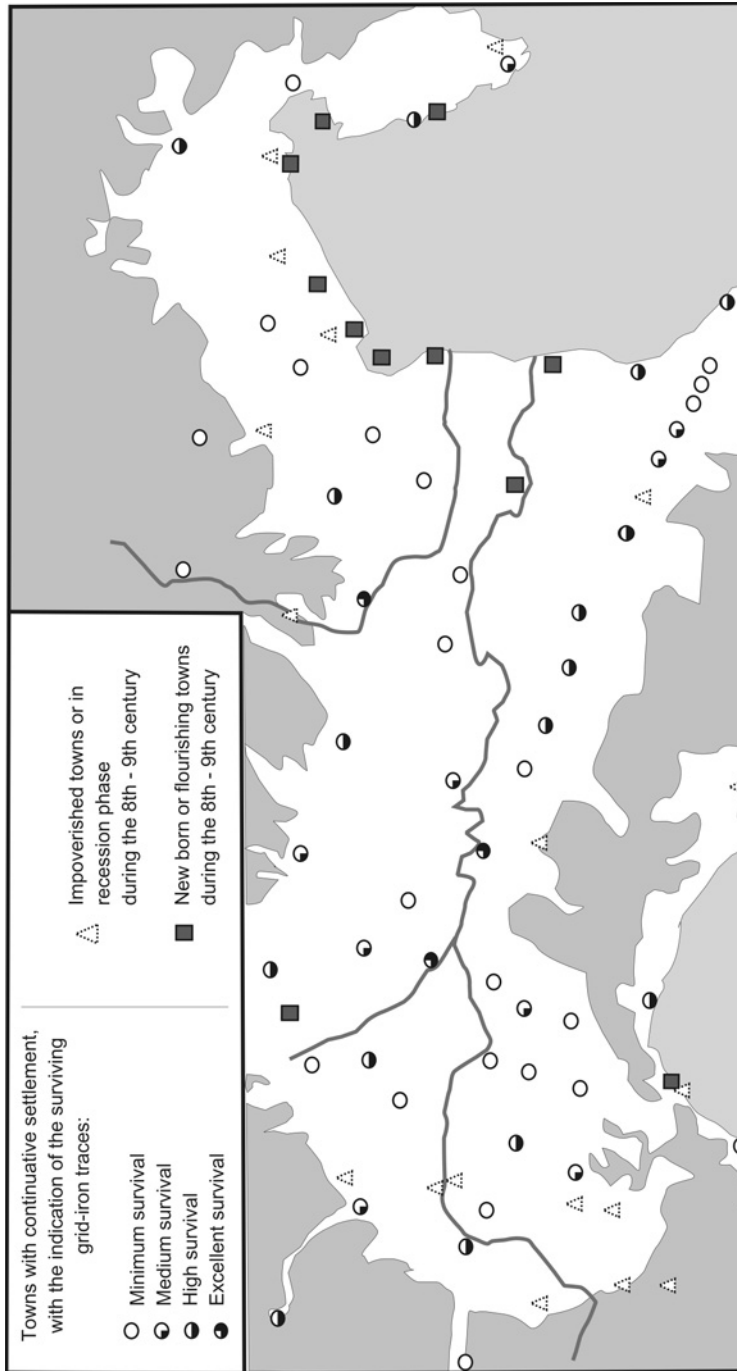 Towns with continuative settlement,
with the indication of the surviving
grid-iron traces:
Minimum survival
Medium survival
High survival
Excellent survival
Impoverished towns or in
recession phase
during the 8th - 9th century
New born or flourishing towns
during the 8th - 9th century